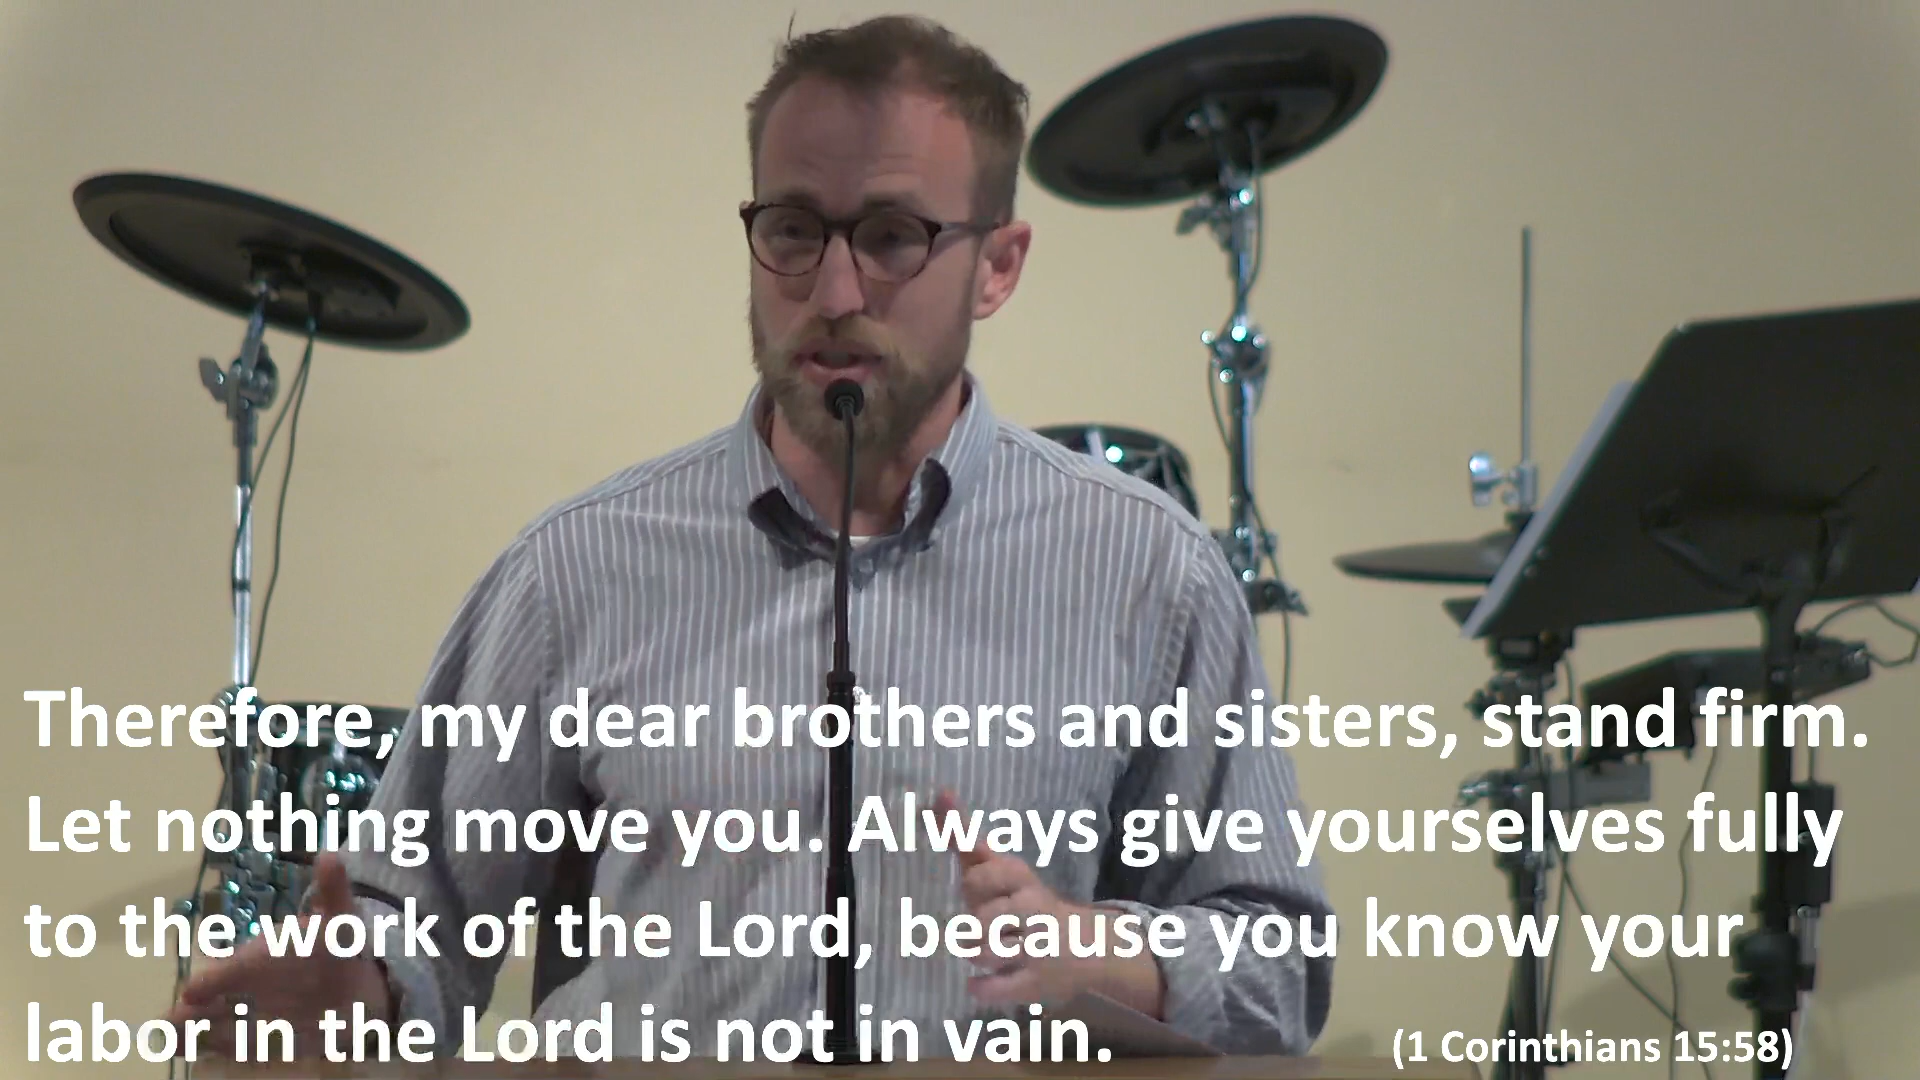 Therefore, my dear brothers and sisters, stand firm.
Let nothing move you. Always give yourselves fully
to the work of the Lord, because you know your
labor in the Lord is not in vain.
(1 Corinthians 15:58)